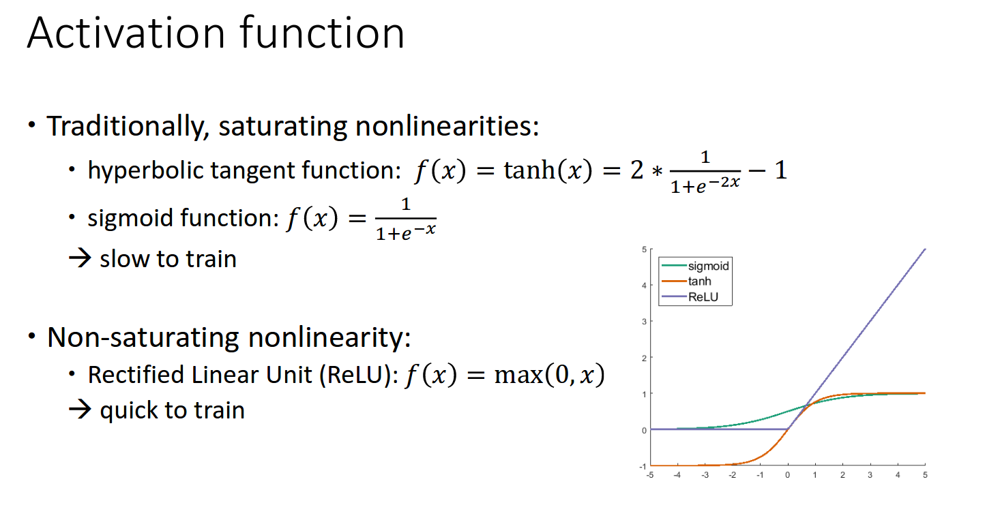 Activation function
• Traditionally, saturating nonlinearities:
• hyperbolic tangent function: f(x) = tanh(x) = 2 * 1/(1+e^−2x) − 1
• sigmoid function: f(x) = 1/(1+e^−x)
→ slow to train
• Non-saturating nonlinearity:
• Rectified Linear Unit (ReLU): f(x) = max(0, x)
→ quick to train
sigmoid
tanh
ReLU
5
4
3
2
1
0
-1
-5 -4 -3 -2 -1 0 1 2 3 4 5